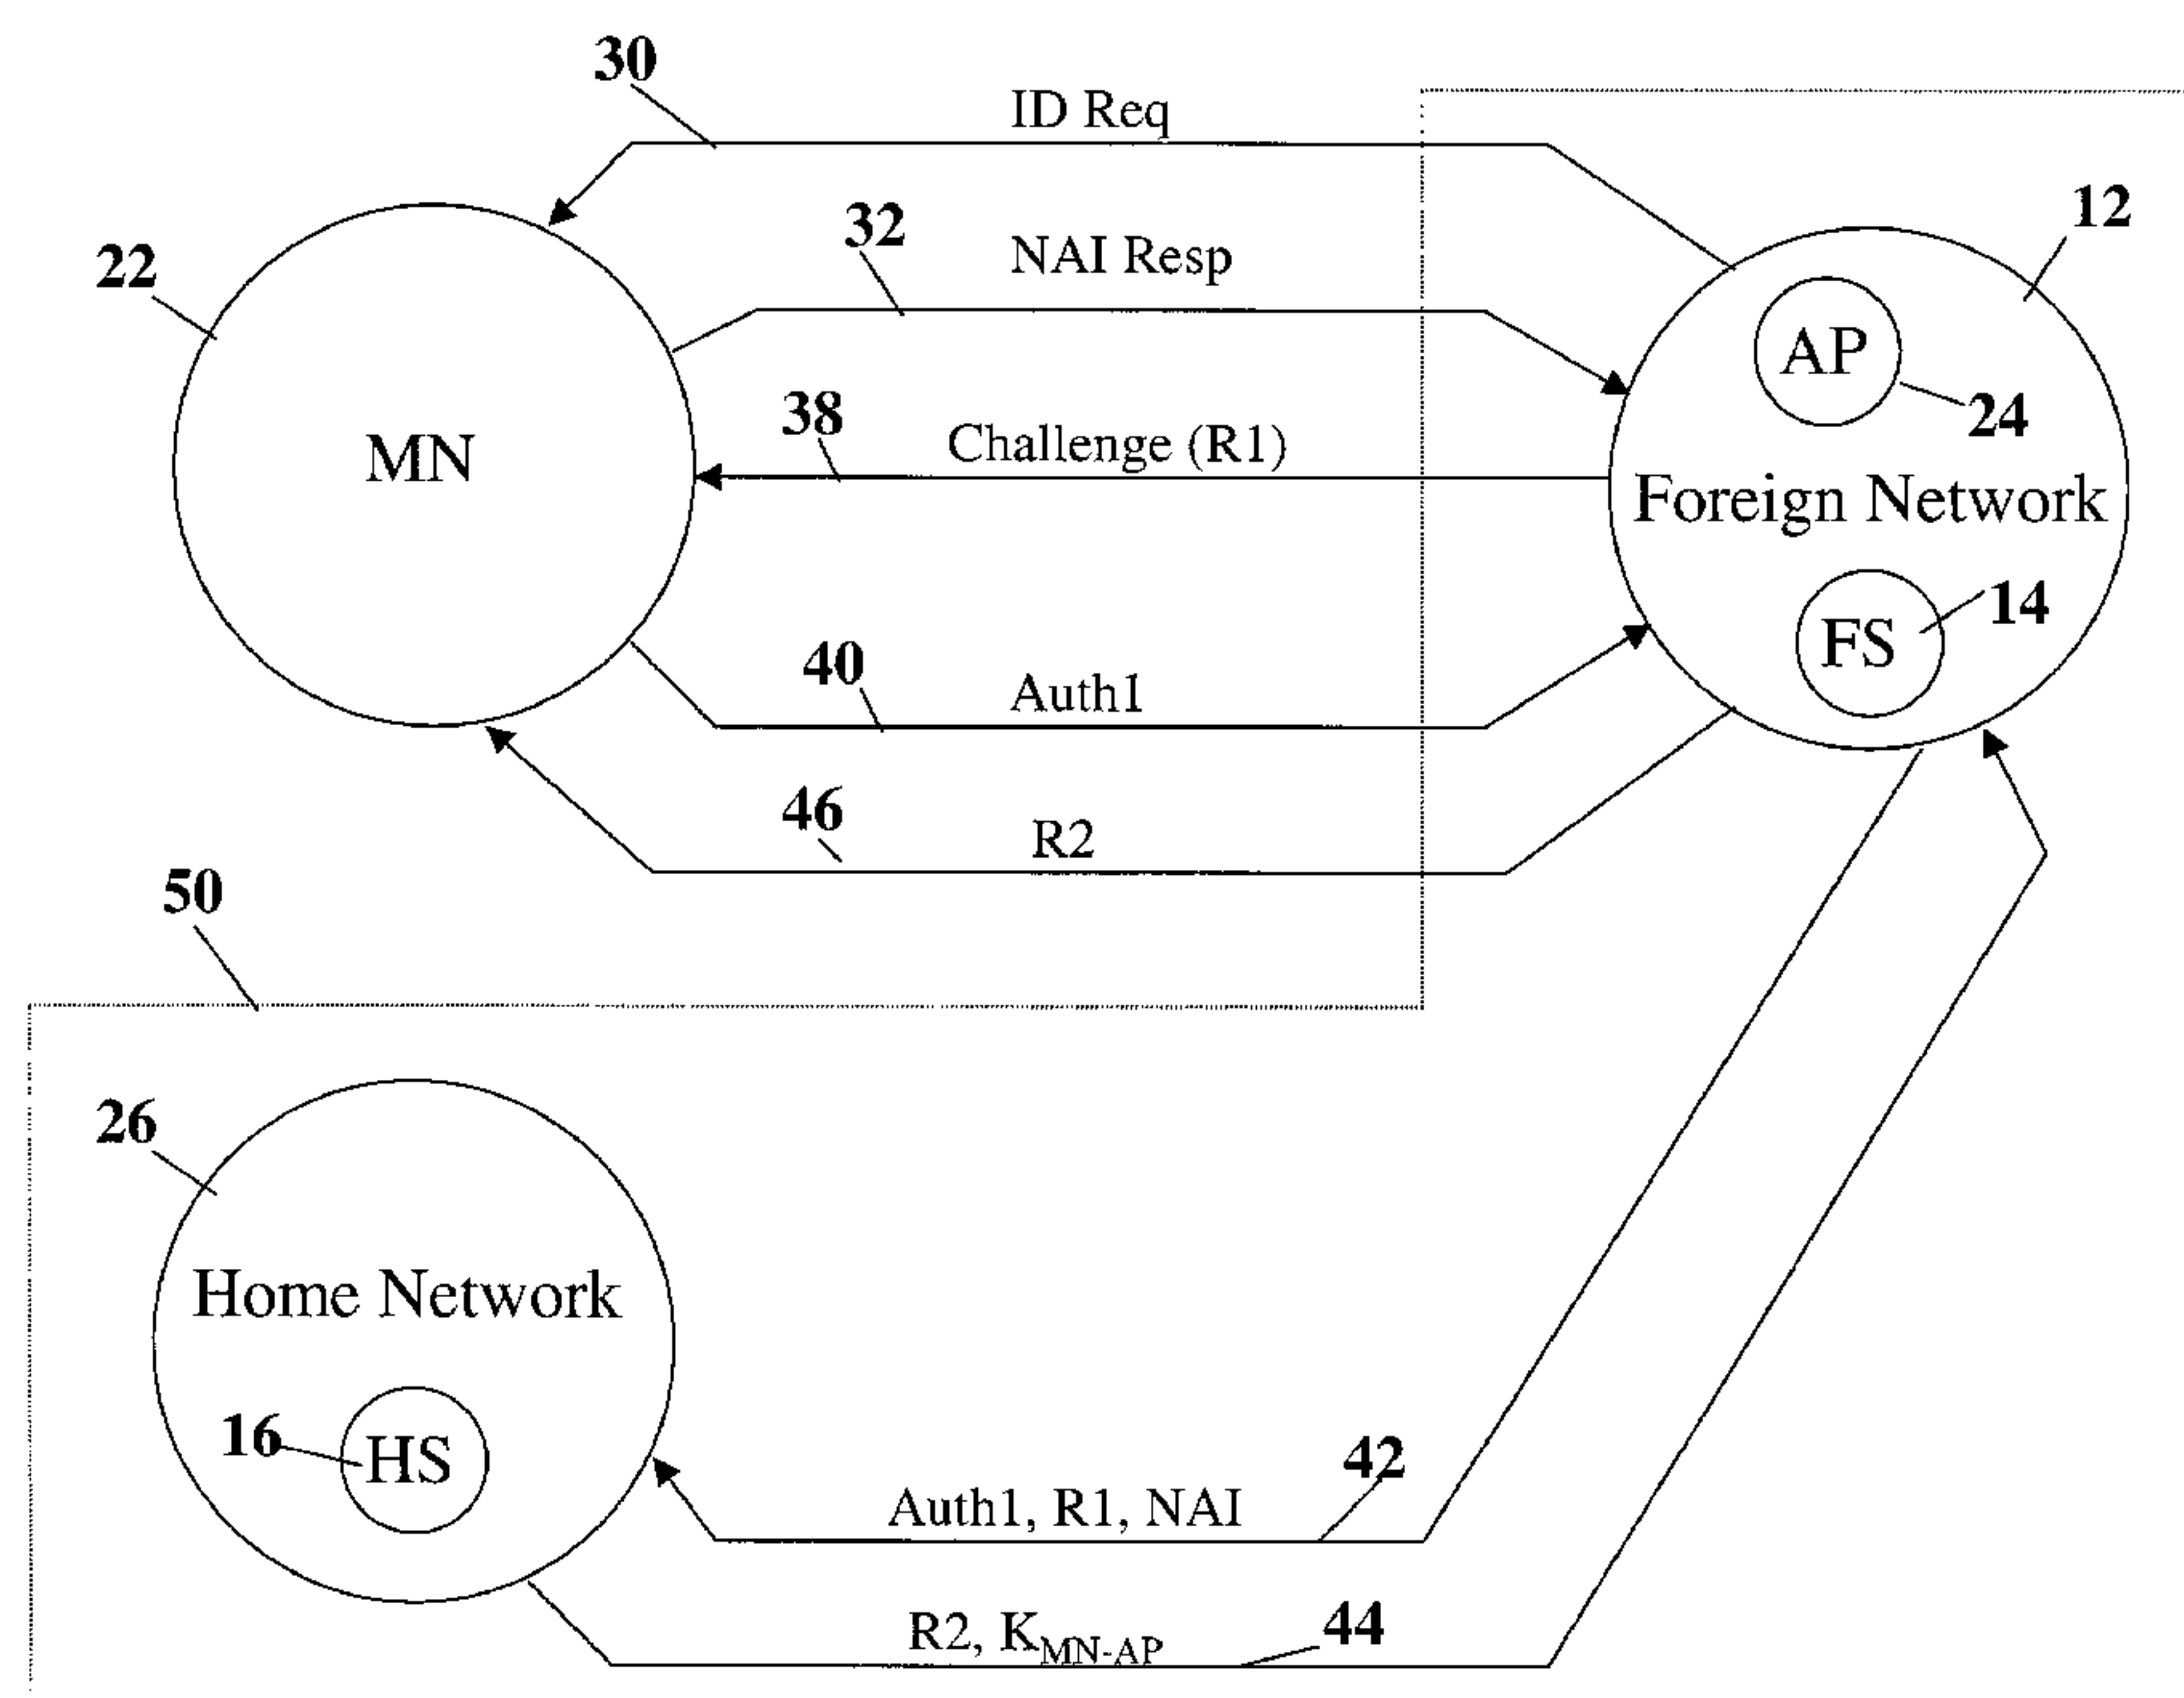 30
ID Req
12
32
NAI Resp
22
AP
24
38
Challenge (R1)
MN
Foreign Network
14
FS
40
Auth1
46
R2
50
26
Home Network
16
HS
42
Auth1, R1, NAI
44
R2, K_MN-AP